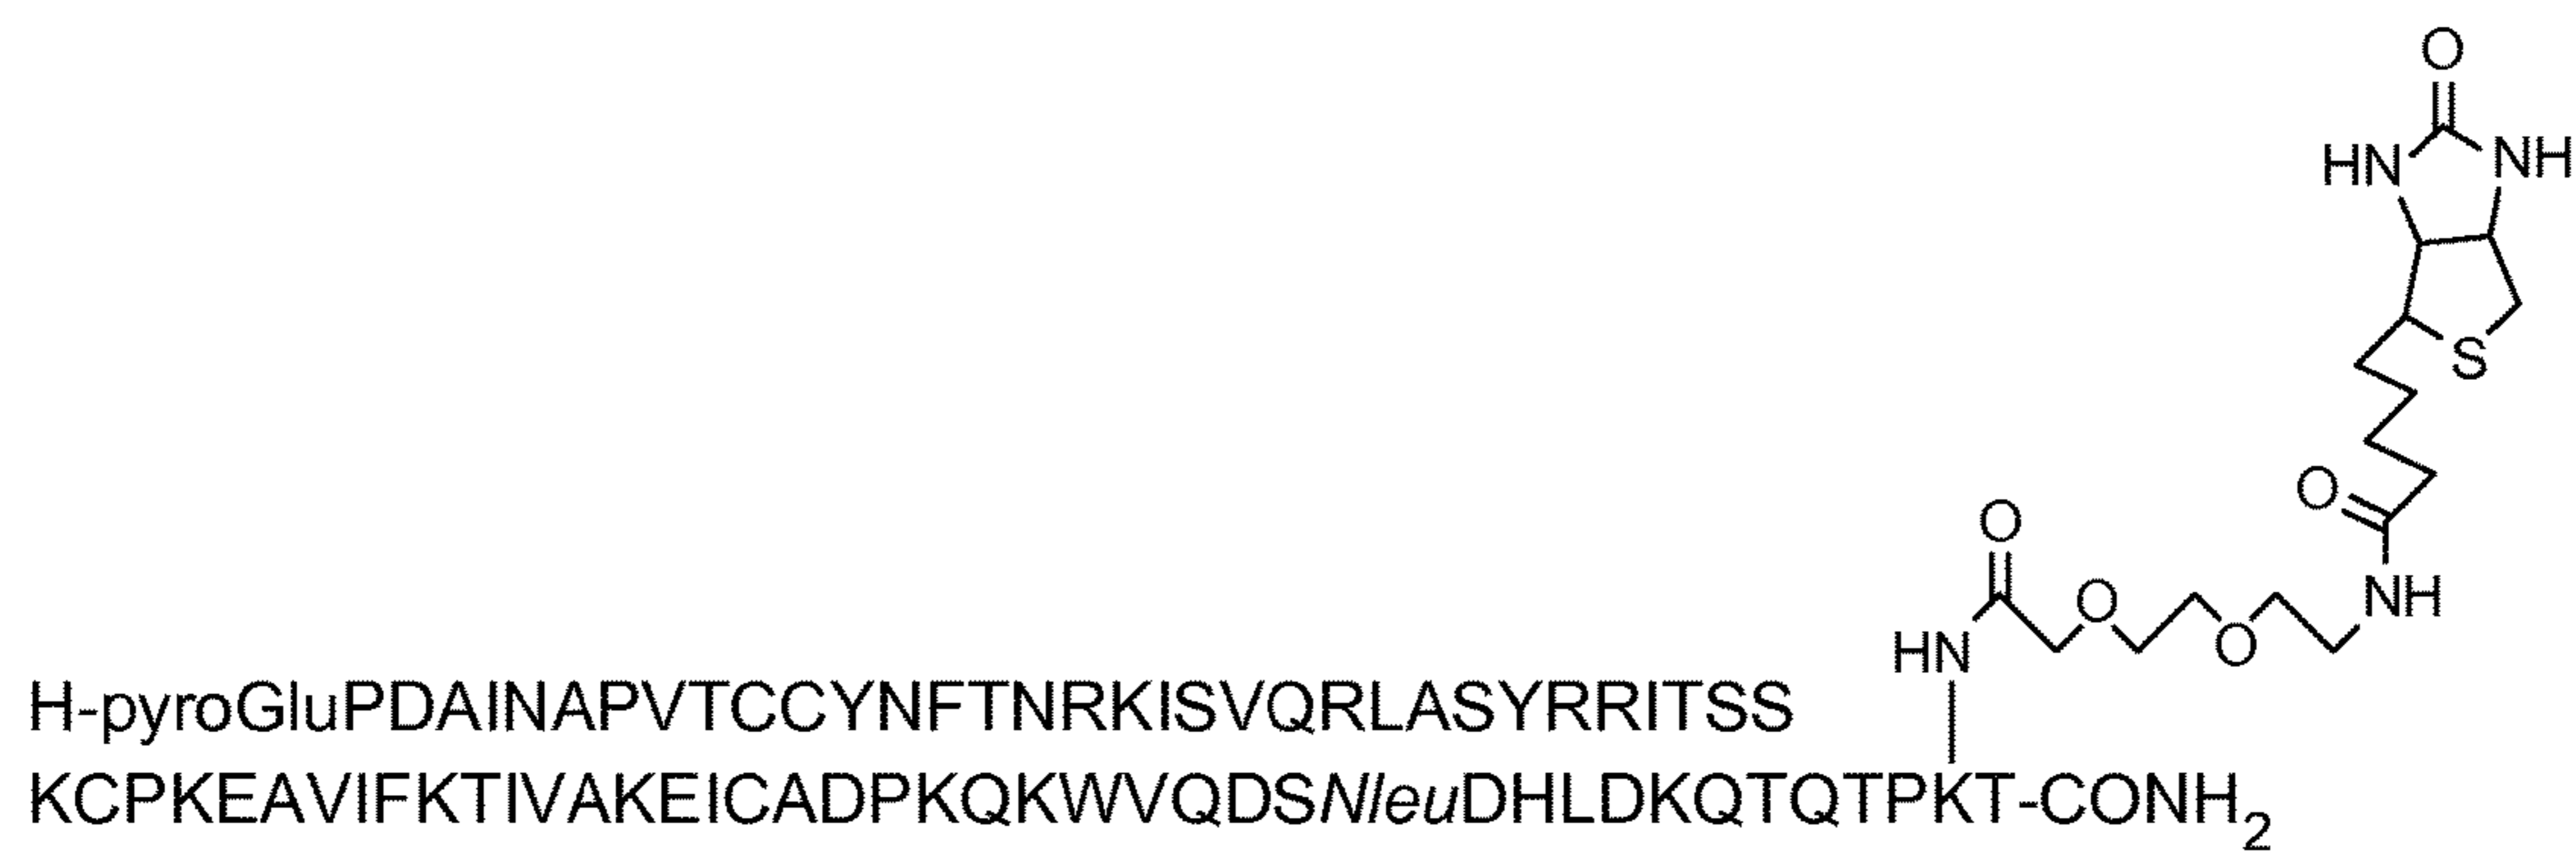 O
HN
NH
S
O
O
O
NH
HN
O
H-pyroGluPDAINAPVTCCYNFTNRKISVQRLASYRRITSS
KCPKEAVIFKTIVAKEICADPKQKWVQDSNleuDHLDKQTQTPKT-CONH₂